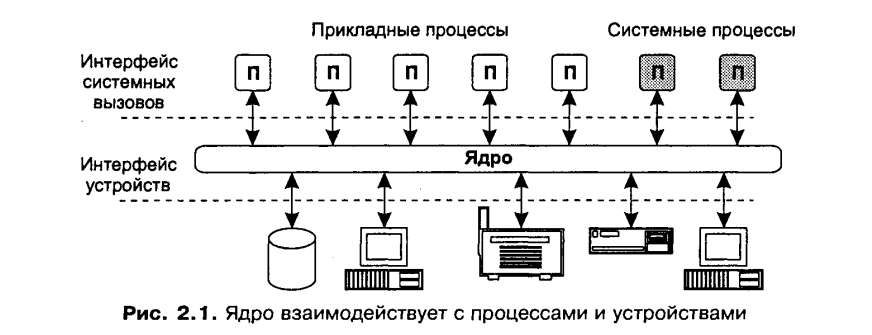 Прикладные процессы Системные процессы
Интерфейс
системных
вызовов
П П П П П П П
Ядро
Интерфейс
устройств
Рис. 2.1. Ядро взаимодействует с процессами и устройствами